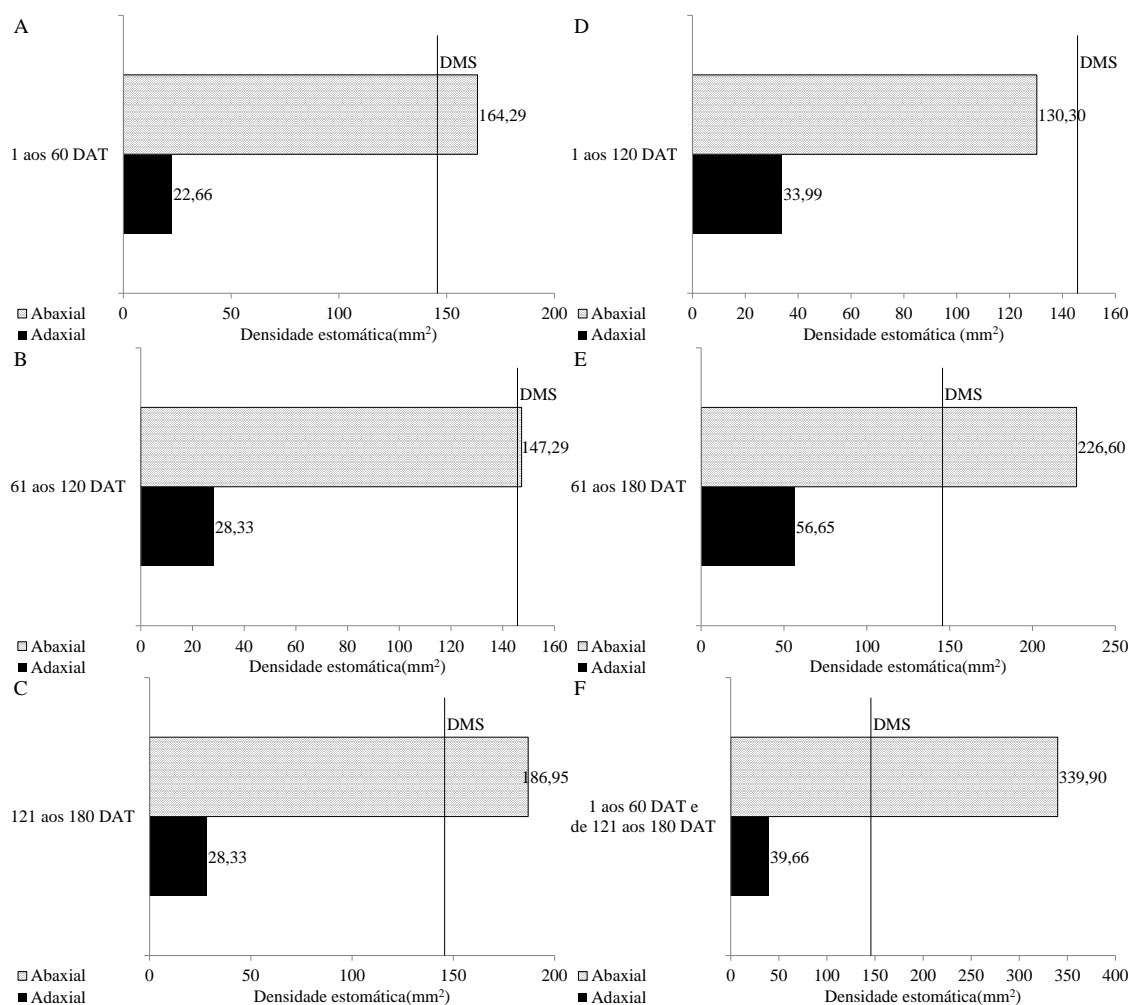 A
DMS
164,29
1 aos 60 DAT
22,66
Abaxial
Adaxial
0 50 100 150 200
Densidade estomática(mm²)
D
DMS
130,30
1 aos 120 DAT
33,99
Abaxial
Adaxial
0 20 40 60 80 100 120 140 160
Densidade estomática (mm²)
B
DMS
147,29
61 aos 120 DAT
28,33
Abaxial
Adaxial
0 20 40 60 80 100 120 140 160
Densidade estomática(mm²)
E
DMS
226,60
61 aos 180 DAT
56,65
Abaxial
Adaxial
0 50 100 150 200 250
Densidade estomática(mm²)
C
DMS
186,95
121 aos 180 DAT
28,33
Abaxial
Adaxial
0 50 100 150 200
Densidade estomática(mm²)
F
DMS
339,90
1 aos 60 DAT e
de 121 aos 180 DAT
39,66
Abaxial
Adaxial
0 50 100 150 200 250 300 350 400
Densidade estomática(mm²)